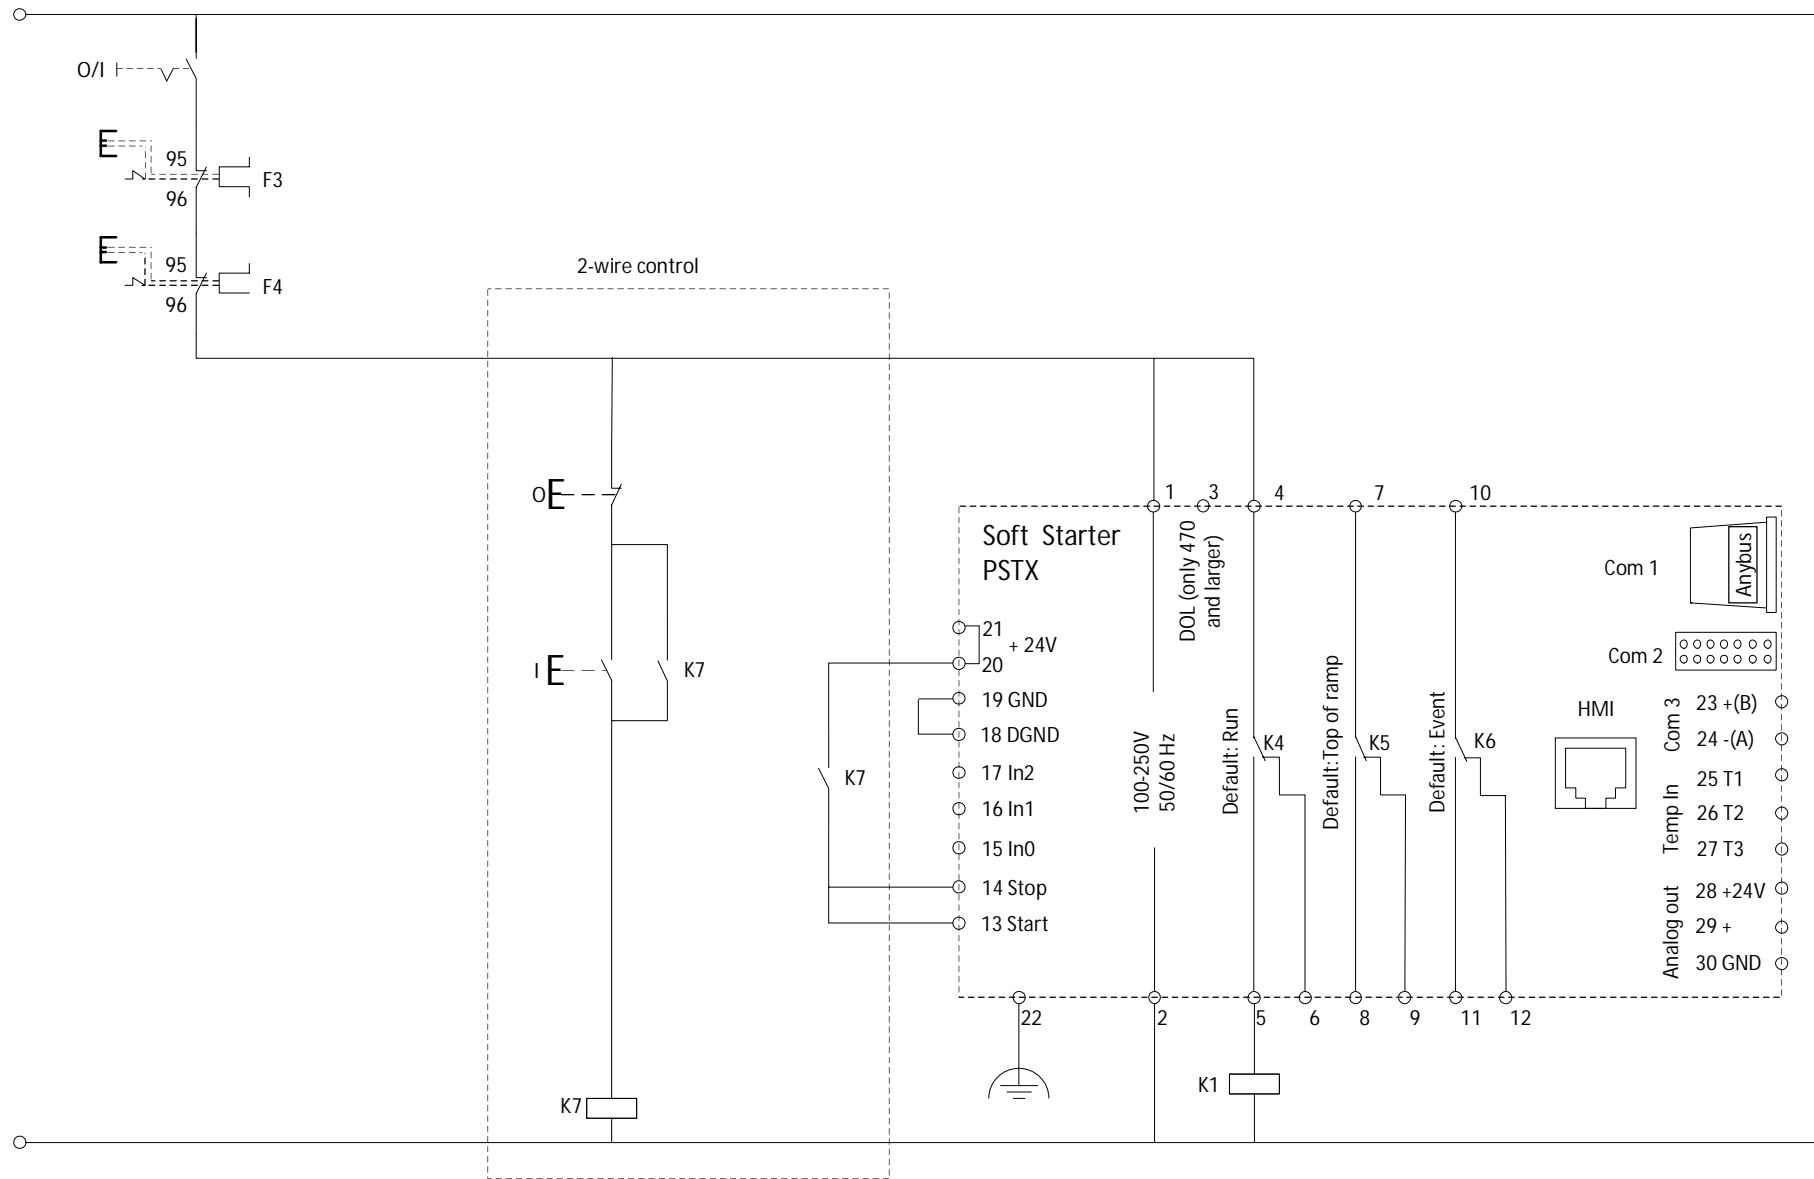 O/I
95
F3
96
95
F4
96
2-wire control
O
I
K7
K7
K7
1
3
4
7
10
Soft Starter
PSTX
DOL (only 470
and larger)
21
+ 24V
20
19 GND
18 DGND
17 In2
16 In1
15 In0
14 Stop
13 Start
100-250V
50/60 Hz
Default: Run
K4
Default:Top of ramp
K5
Default: Event
K6
Com 1
Anybus
Com 2
HMI
Com 3
23 +(B)
24 -(A)
Temp In
25 T1
26 T2
27 T3
Analog out
28 +24V
29 +
30 GND
22
2
5
6
8
9
11
12
K1